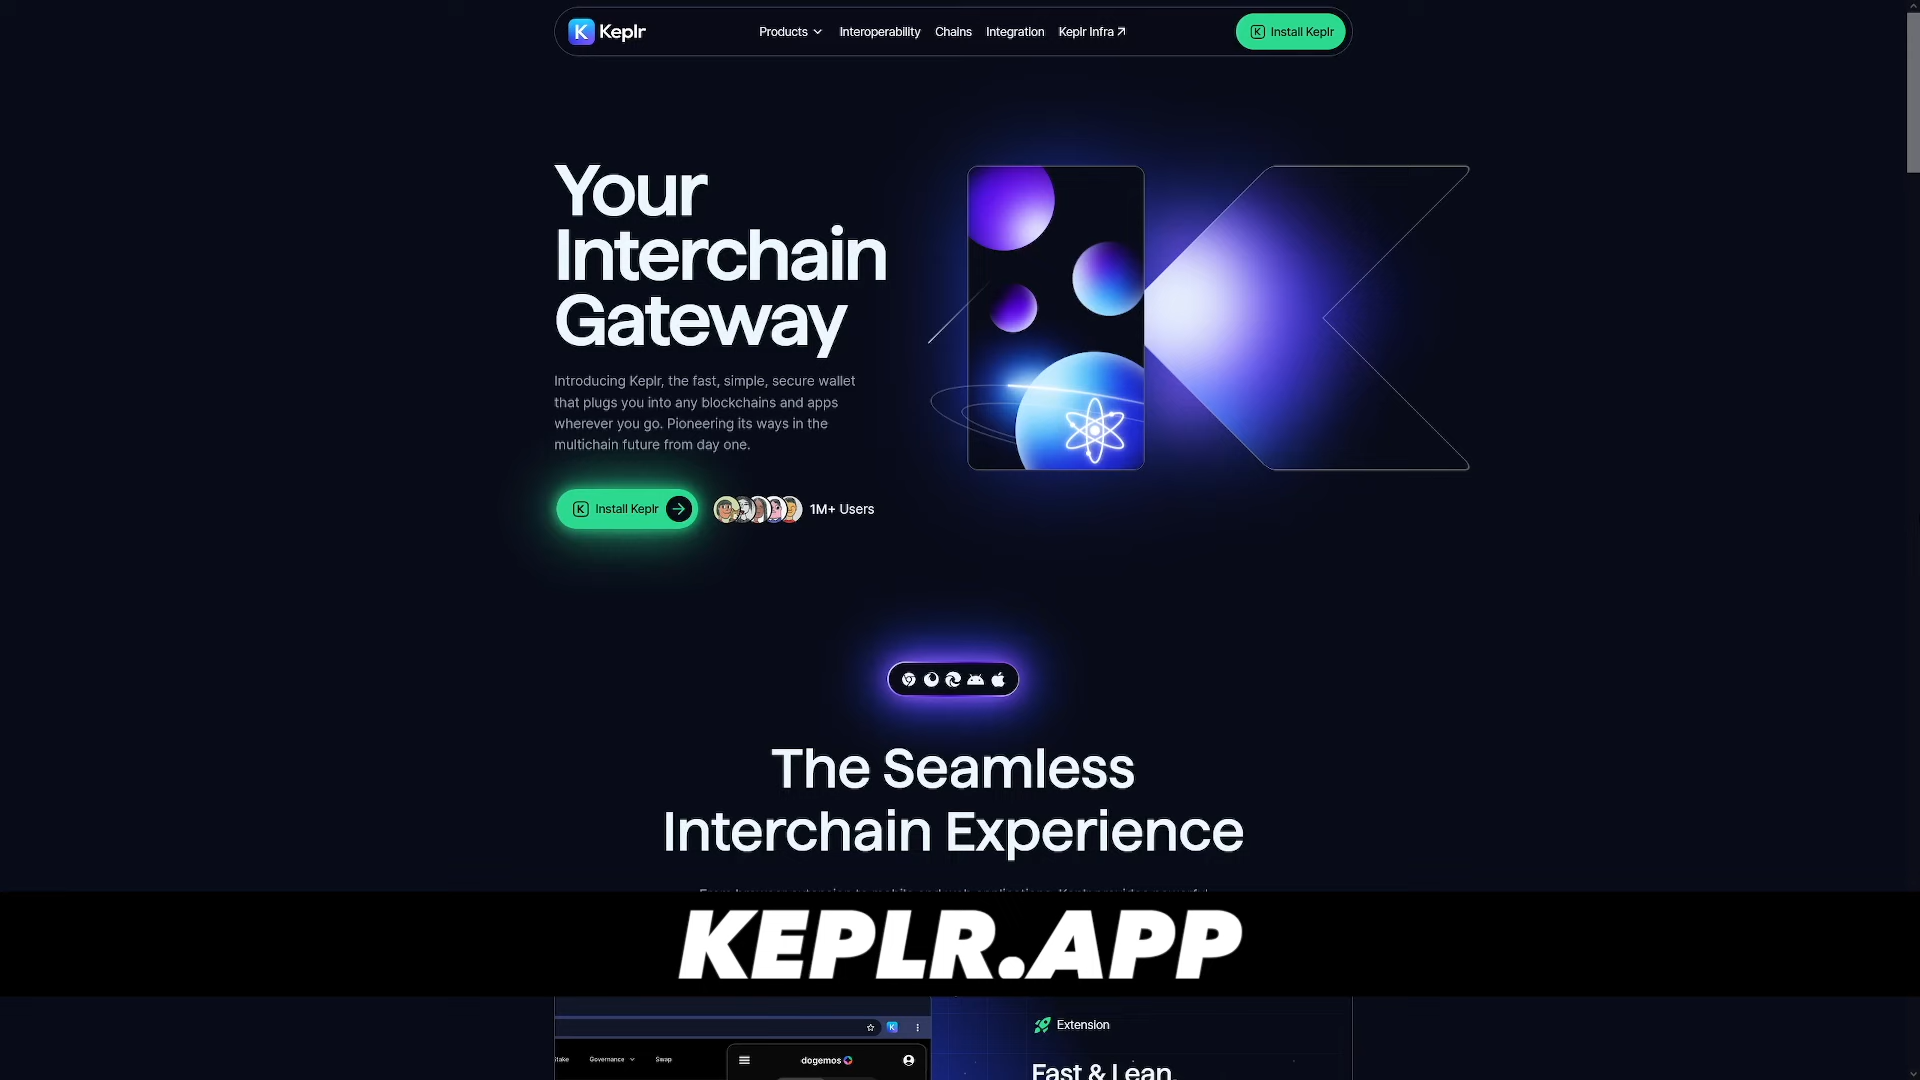 Keplr
Products
Interoperability
Chains
Integration
Keplr Infra
Install Keplr
Your
Interchain
Gateway
Introducing Keplr, the fast, simple, secure wallet
that plugs you into any blockchains and apps
wherever you go. Pioneering its ways in the
multichain future from day one.
Install Keplr
1M+ Users
The Seamless
Interchain Experience
KEPLR.APP
Extension
Governance
Swap
dogemos
Fast & Lean.